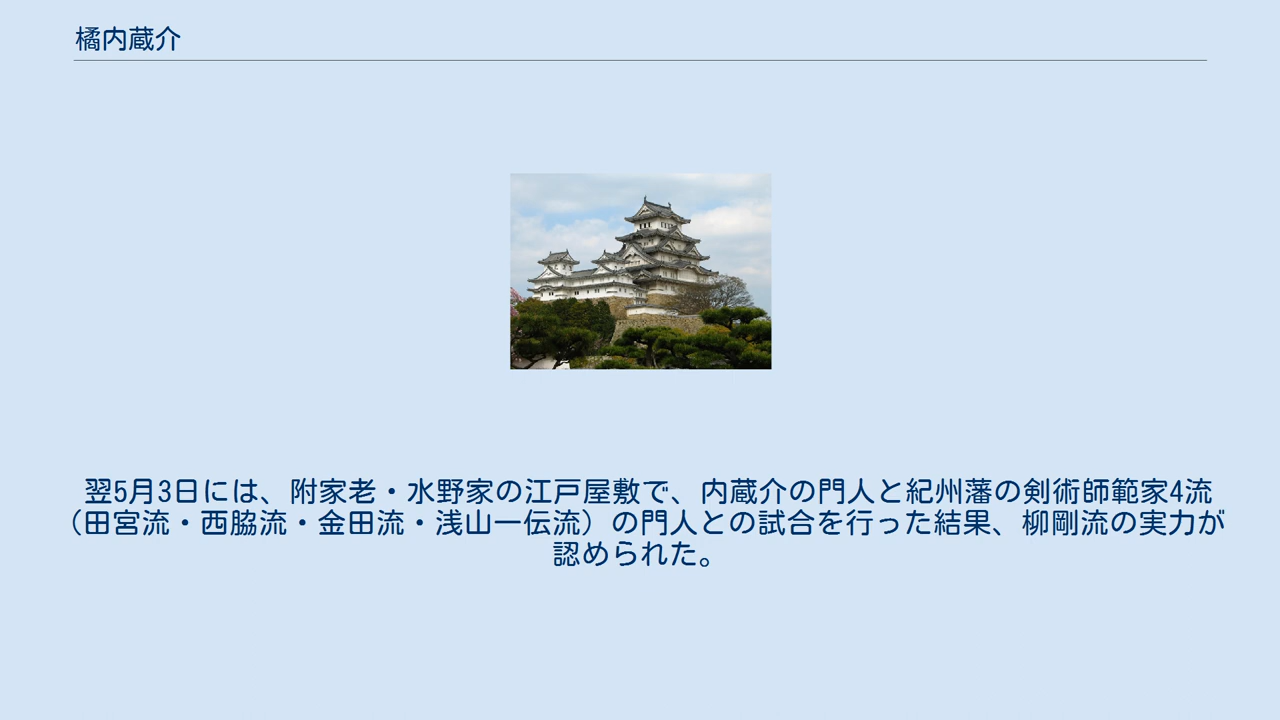 橘内蔵介
翌5月3日には、附家老・水野家の江戸屋敷で、内蔵介の門人と紀州藩の剣術師範家4流
（田宮流・西脇流・金田流・浅山一伝流）の門人との試合を行った結果、柳剛流の実力が
認められた。